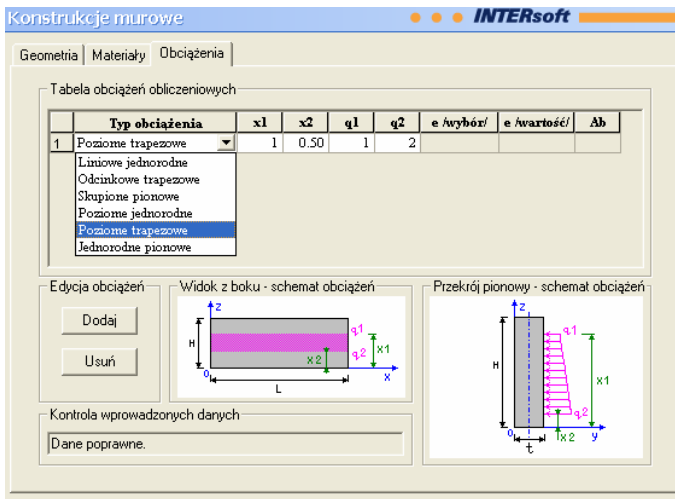 Konstrukcje murowe
INTERsoft
Geometria Materiały Obciążenia
Tabela obciążeń obliczeniowych
Typ obciążenia x1 x2 q1 q2 e /wybór/ e /wartość/ Ab
1 Poziome trapezowe 1 0.50 1 2
Liniowe jednorodne
Odcinkowe trapezowe
Skupione pionowe
Poziome jednorodne
Poziome trapezowe
Jednorodne pionowe
Edycja obciążeń
Dodaj
Usuń
Widok z boku - schemat obciążeń
z
H
q1
x1
x2
q2
0
x
L
Przekrój pionowy - schemat obciążeń
z
q1
H
x1
q2
0
x2
y
t
Kontrola wprowadzonych danych
Dane poprawne.